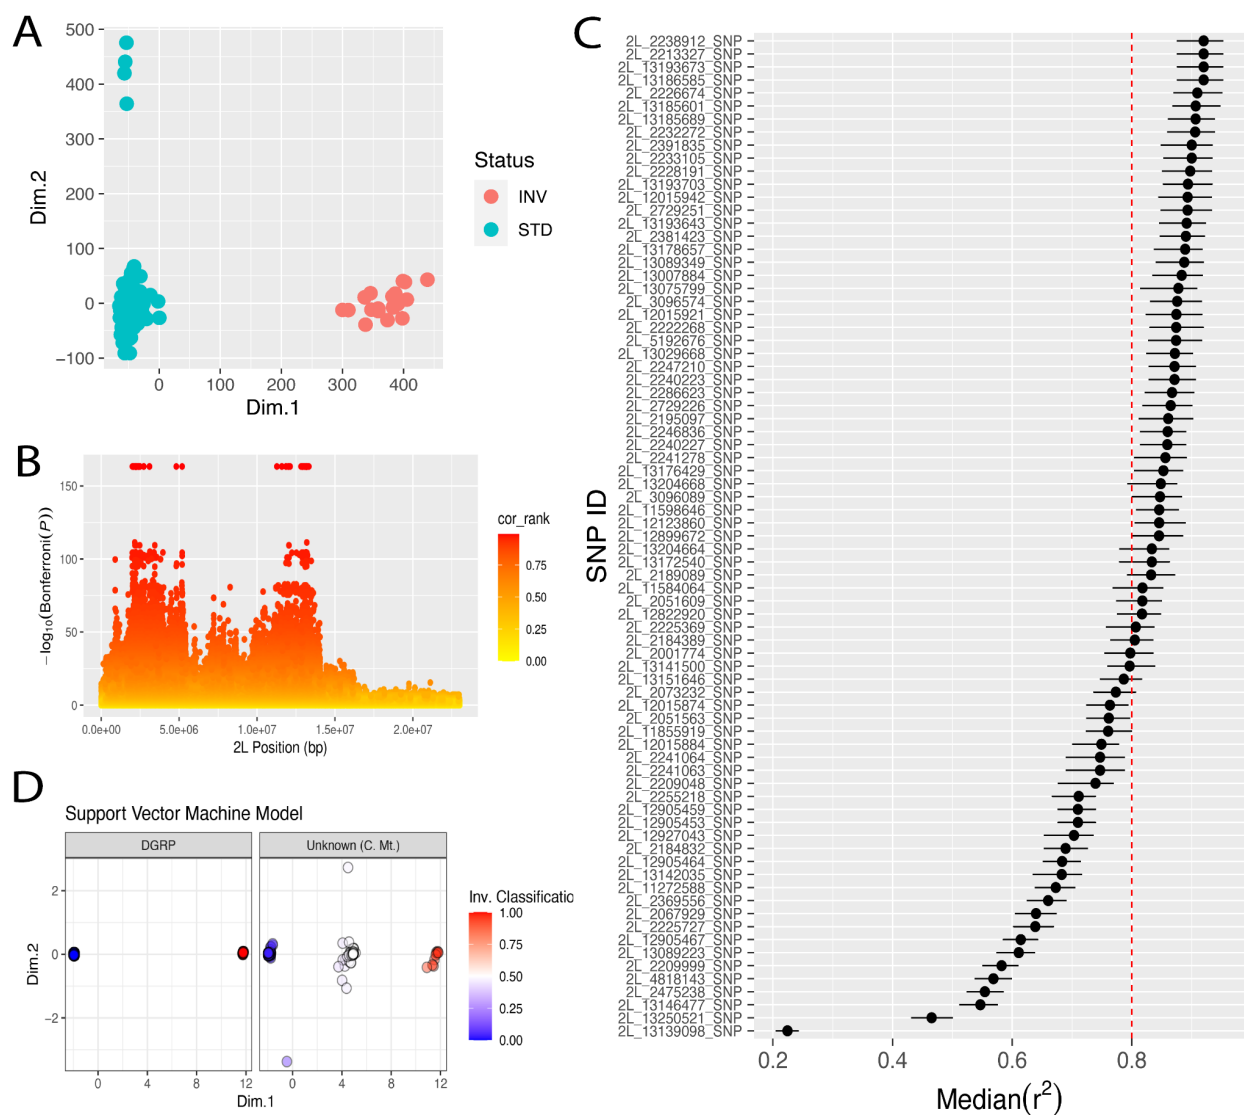 A
500
400
300
200
100
0
−100
0
100
200
300
400
Dim.1
Dim.2
Status
INV
STD
B
150
100
50
0
0.0e+00
5.0e+06
1.0e+07
1.5e+07
2.0e+07
2L Position (bp)
−log10(Bonferroni(P))
cor_rank
0.75
0.50
0.25
0.00
D
Support Vector Machine Model
DGRP
Unknown (C. Mt.)
2
0
−2
0
4
8
12
0
4
8
12
Dim.1
Dim.2
Inv. Classificatio
1.00
0.75
0.50
0.25
0.00
C
2L_2238912_SNP
2L_2213327_SNP
2L_13193673_SNP
2L_13186585_SNP
2L_2226674_SNP
2L_13185601_SNP
2L_13185689_SNP
2L_2232272_SNP
2L_2391835_SNP
2L_2233105_SNP
2L_2228191_SNP
2L_13193703_SNP
2L_12015942_SNP
2L_2729251_SNP
2L_13193643_SNP
2L_2381423_SNP
2L_13178657_SNP
2L_13089349_SNP
2L_13007884_SNP
2L_13075799_SNP
2L_3096574_SNP
2L_12015921_SNP
2L_2222268_SNP
2L_5192676_SNP
2L_13029668_SNP
2L_2247210_SNP
2L_2240223_SNP
2L_2286623_SNP
2L_2729226_SNP
2L_2195097_SNP
2L_2246836_SNP
2L_2240227_SNP
2L_2241278_SNP
2L_13176429_SNP
2L_13204668_SNP
2L_3096089_SNP
2L_11598646_SNP
2L_12123860_SNP
2L_12899672_SNP
2L_13204664_SNP
2L_13172540_SNP
2L_2189089_SNP
2L_11584064_SNP
2L_2051609_SNP
2L_12822920_SNP
2L_2225369_SNP
2L_2184389_SNP
2L_2001774_SNP
2L_13141500_SNP
2L_13151646_SNP
2L_2073232_SNP
2L_12015874_SNP
2L_2051563_SNP
2L_11855919_SNP
2L_12015884_SNP
2L_2241064_SNP
2L_2241063_SNP
2L_2209048_SNP
2L_2255218_SNP
2L_12905459_SNP
2L_12905453_SNP
2L_12927043_SNP
2L_2184832_SNP
2L_12905464_SNP
2L_13142035_SNP
2L_11272588_SNP
2L_2369556_SNP
2L_2067929_SNP
2L_2225727_SNP
2L_12905467_SNP
2L_13089223_SNP
2L_2209999_SNP
2L_4818143_SNP
2L_2475238_SNP
2L_13146477_SNP
2L_13250521_SNP
2L_13139098_SNP
0.2
0.4
0.6
0.8
Median(r²)
SNP ID